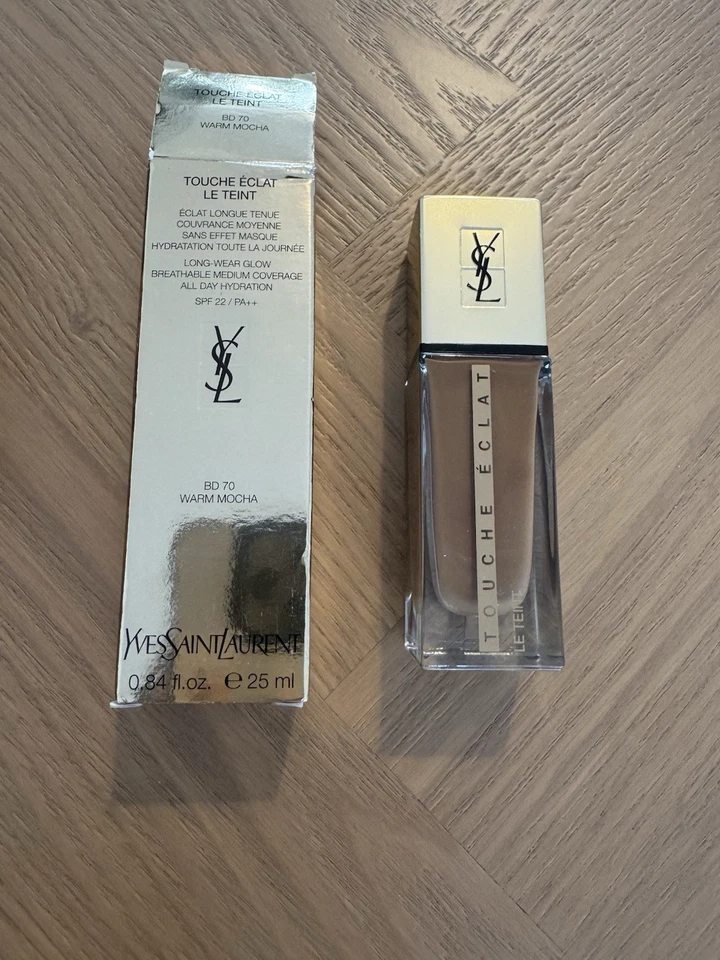 TOUCHE ÉCLAT
LE TEINT
BD 70
WARM MOCHA
TOUCHE ÉCLAT
LE TEINT
ÉCLAT LONGUE TENUE
COUVRANCE MOYENNE
SANS EFFET MASQUE
HYDRATATION TOUTE LA JOURNÉE
LONG-WEAR GLOW
BREATHABLE MEDIUM COVERAGE
ALL DAY HYDRATION
SPF 22 / PA++
YSL
BD 70
WARM MOCHA
YVESSAINTLAURENT
0.84 fl.oz. ℮ 25 ml
YSL
TOUCHE ÉCLAT
LE TEINT